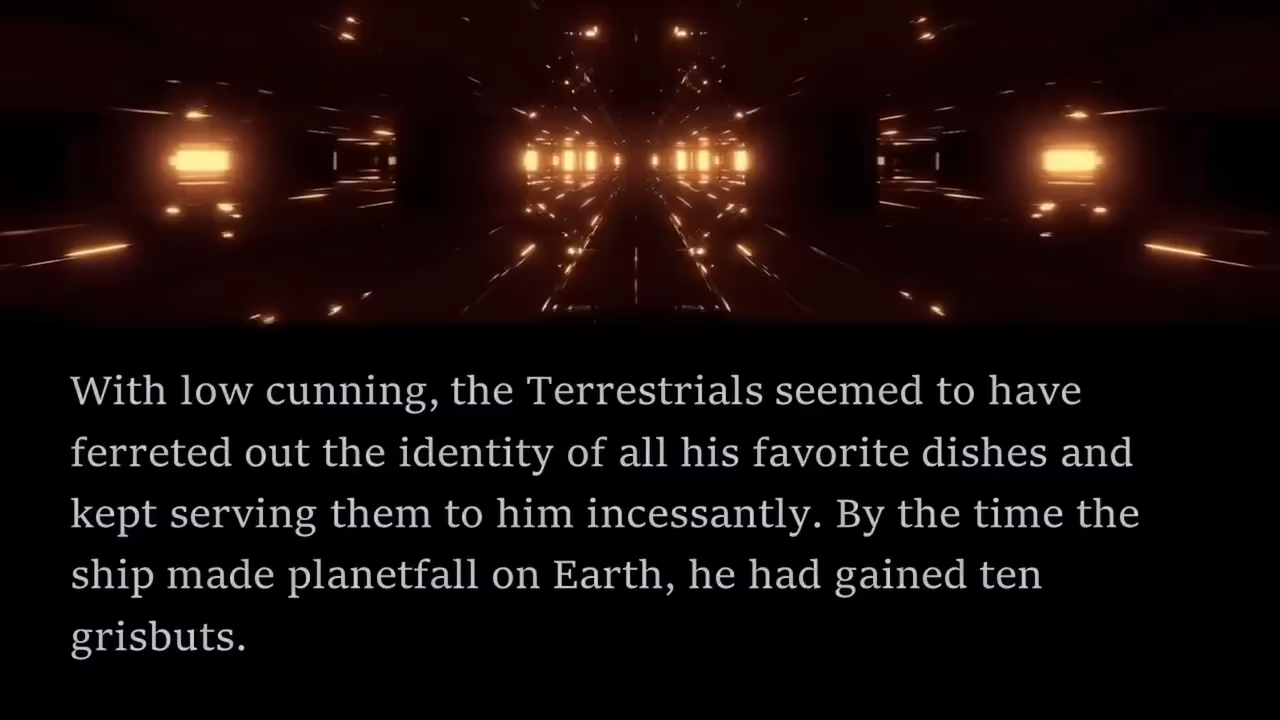 With low cunning, the Terrestrials seemed to have
ferreted out the identity of all his favorite dishes and
kept serving them to him incessantly. By the time the
ship made planetfall on Earth, he had gained ten
grisbuts.